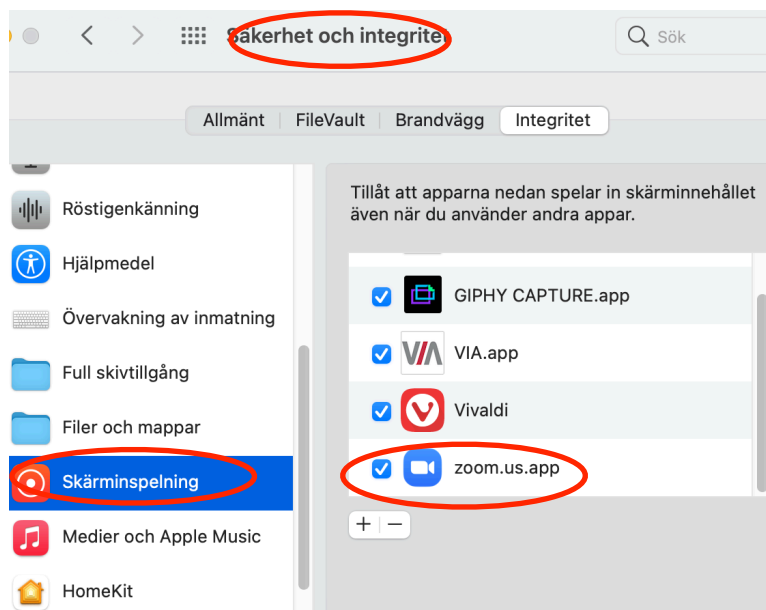 Säkerhet och integritet
Sök
Allmänt
FileVault
Brandvägg
Integritet
Röstigenkänning
Hjälpmedel
Övervakning av inmatning
Full skivtillgång
Filer och mappar
Skärminspelning
Medier och Apple Music
HomeKit
Tillåt att apparna nedan spelar in skärminnehållet
även när du använder andra appar.
GIPHY CAPTURE.app
VIA
VIA.app
Vivaldi
zoom.us.app